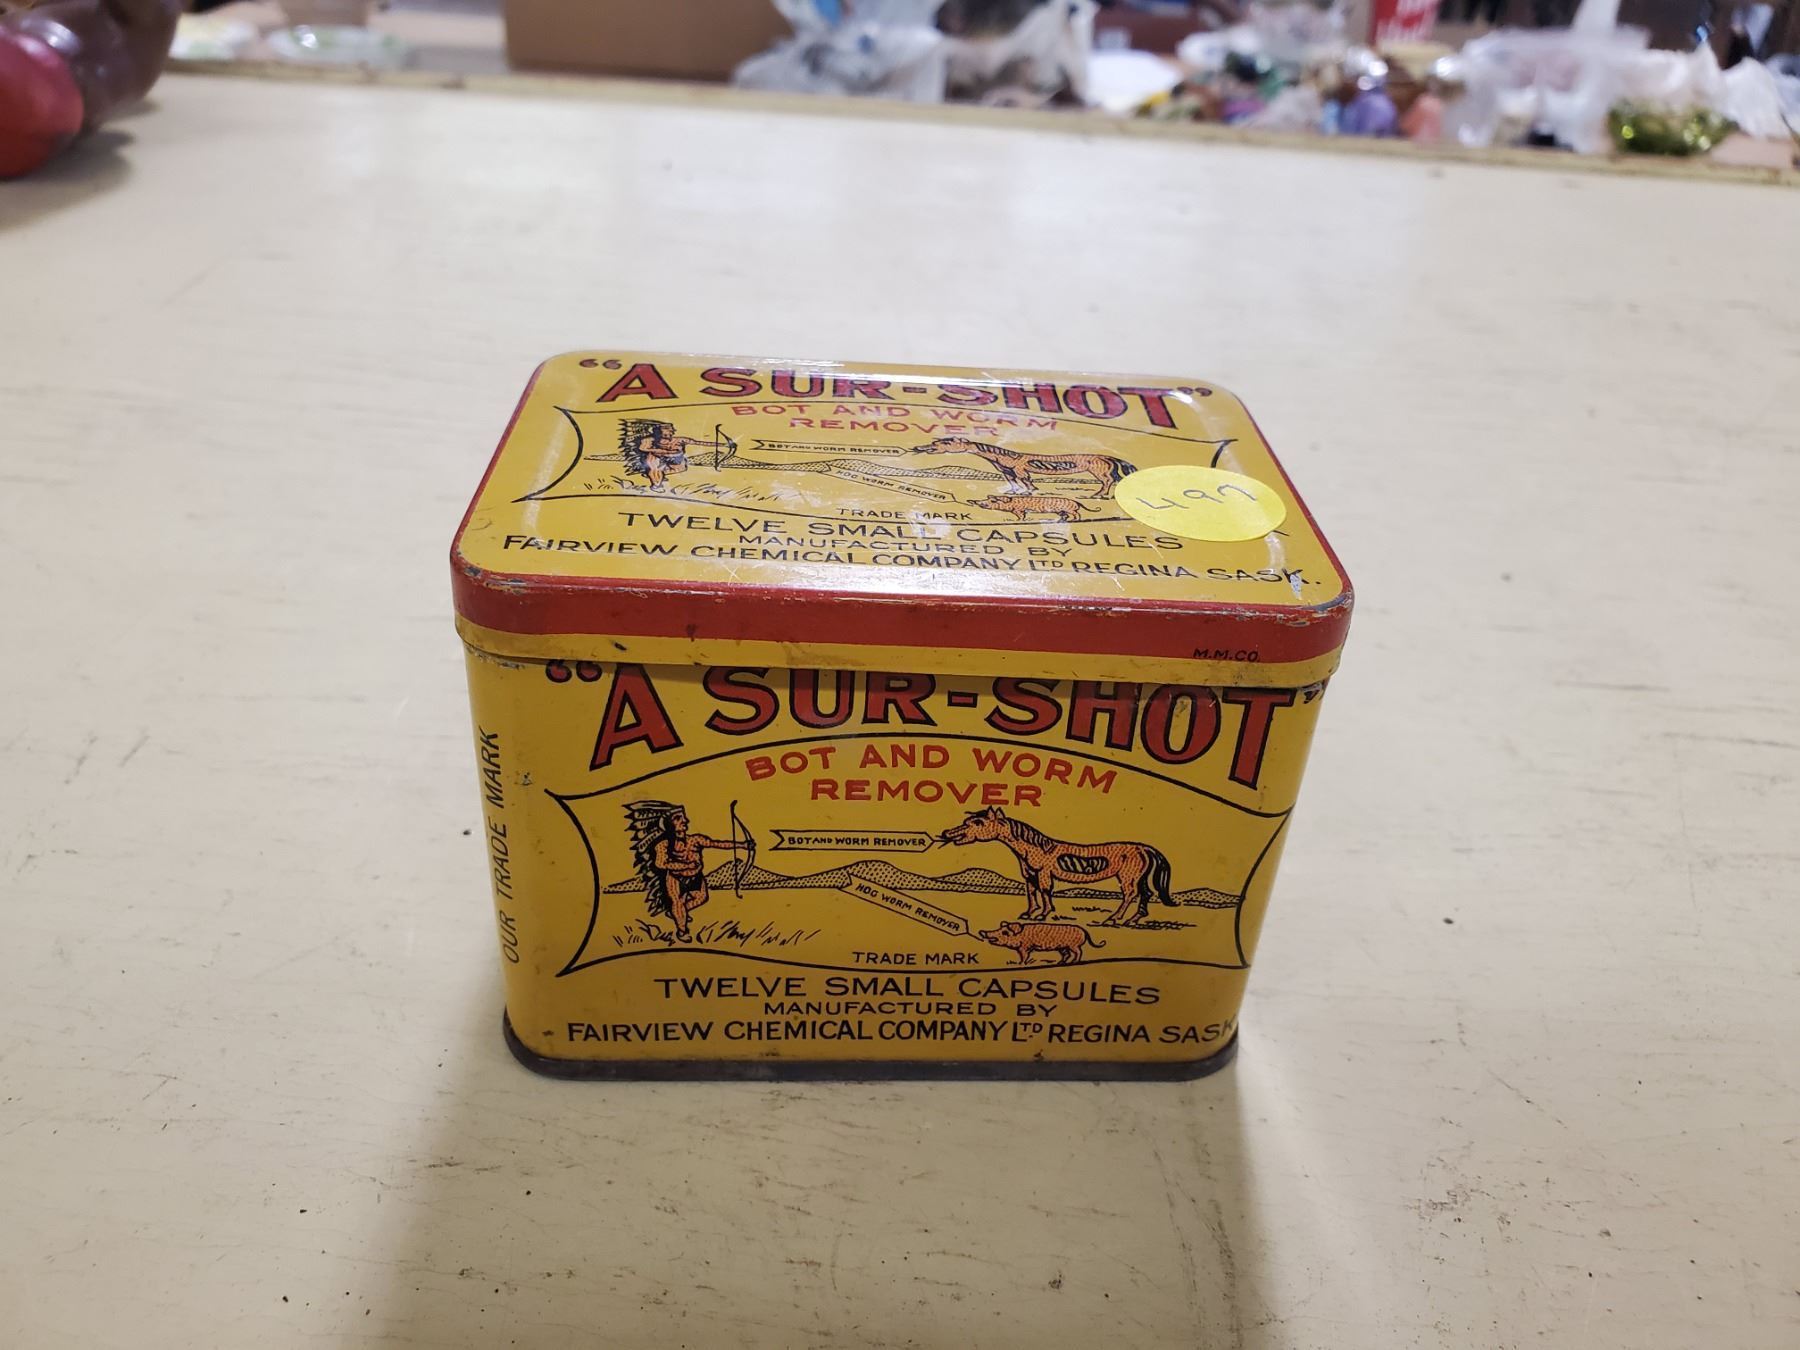 "A SUR-SHOT"
BOT AND WORM
REMOVER
BOT AND WORM REMOVER
HOG WORM REMOVER
TRADE MARK
TWELVE SMALL CAPSULES
MANUFACTURED BY
FAIRVIEW CHEMICAL COMPANY LTD REGINA SASK.
497
M.M.CO.
"A SUR-SHOT"
BOT AND WORM
REMOVER
BOT AND WORM REMOVER
HOG WORM REMOVER
TRADE MARK
TWELVE SMALL CAPSULES
MANUFACTURED BY
FAIRVIEW CHEMICAL COMPANY LTD. REGINA SASK
OUR TRADE MARK